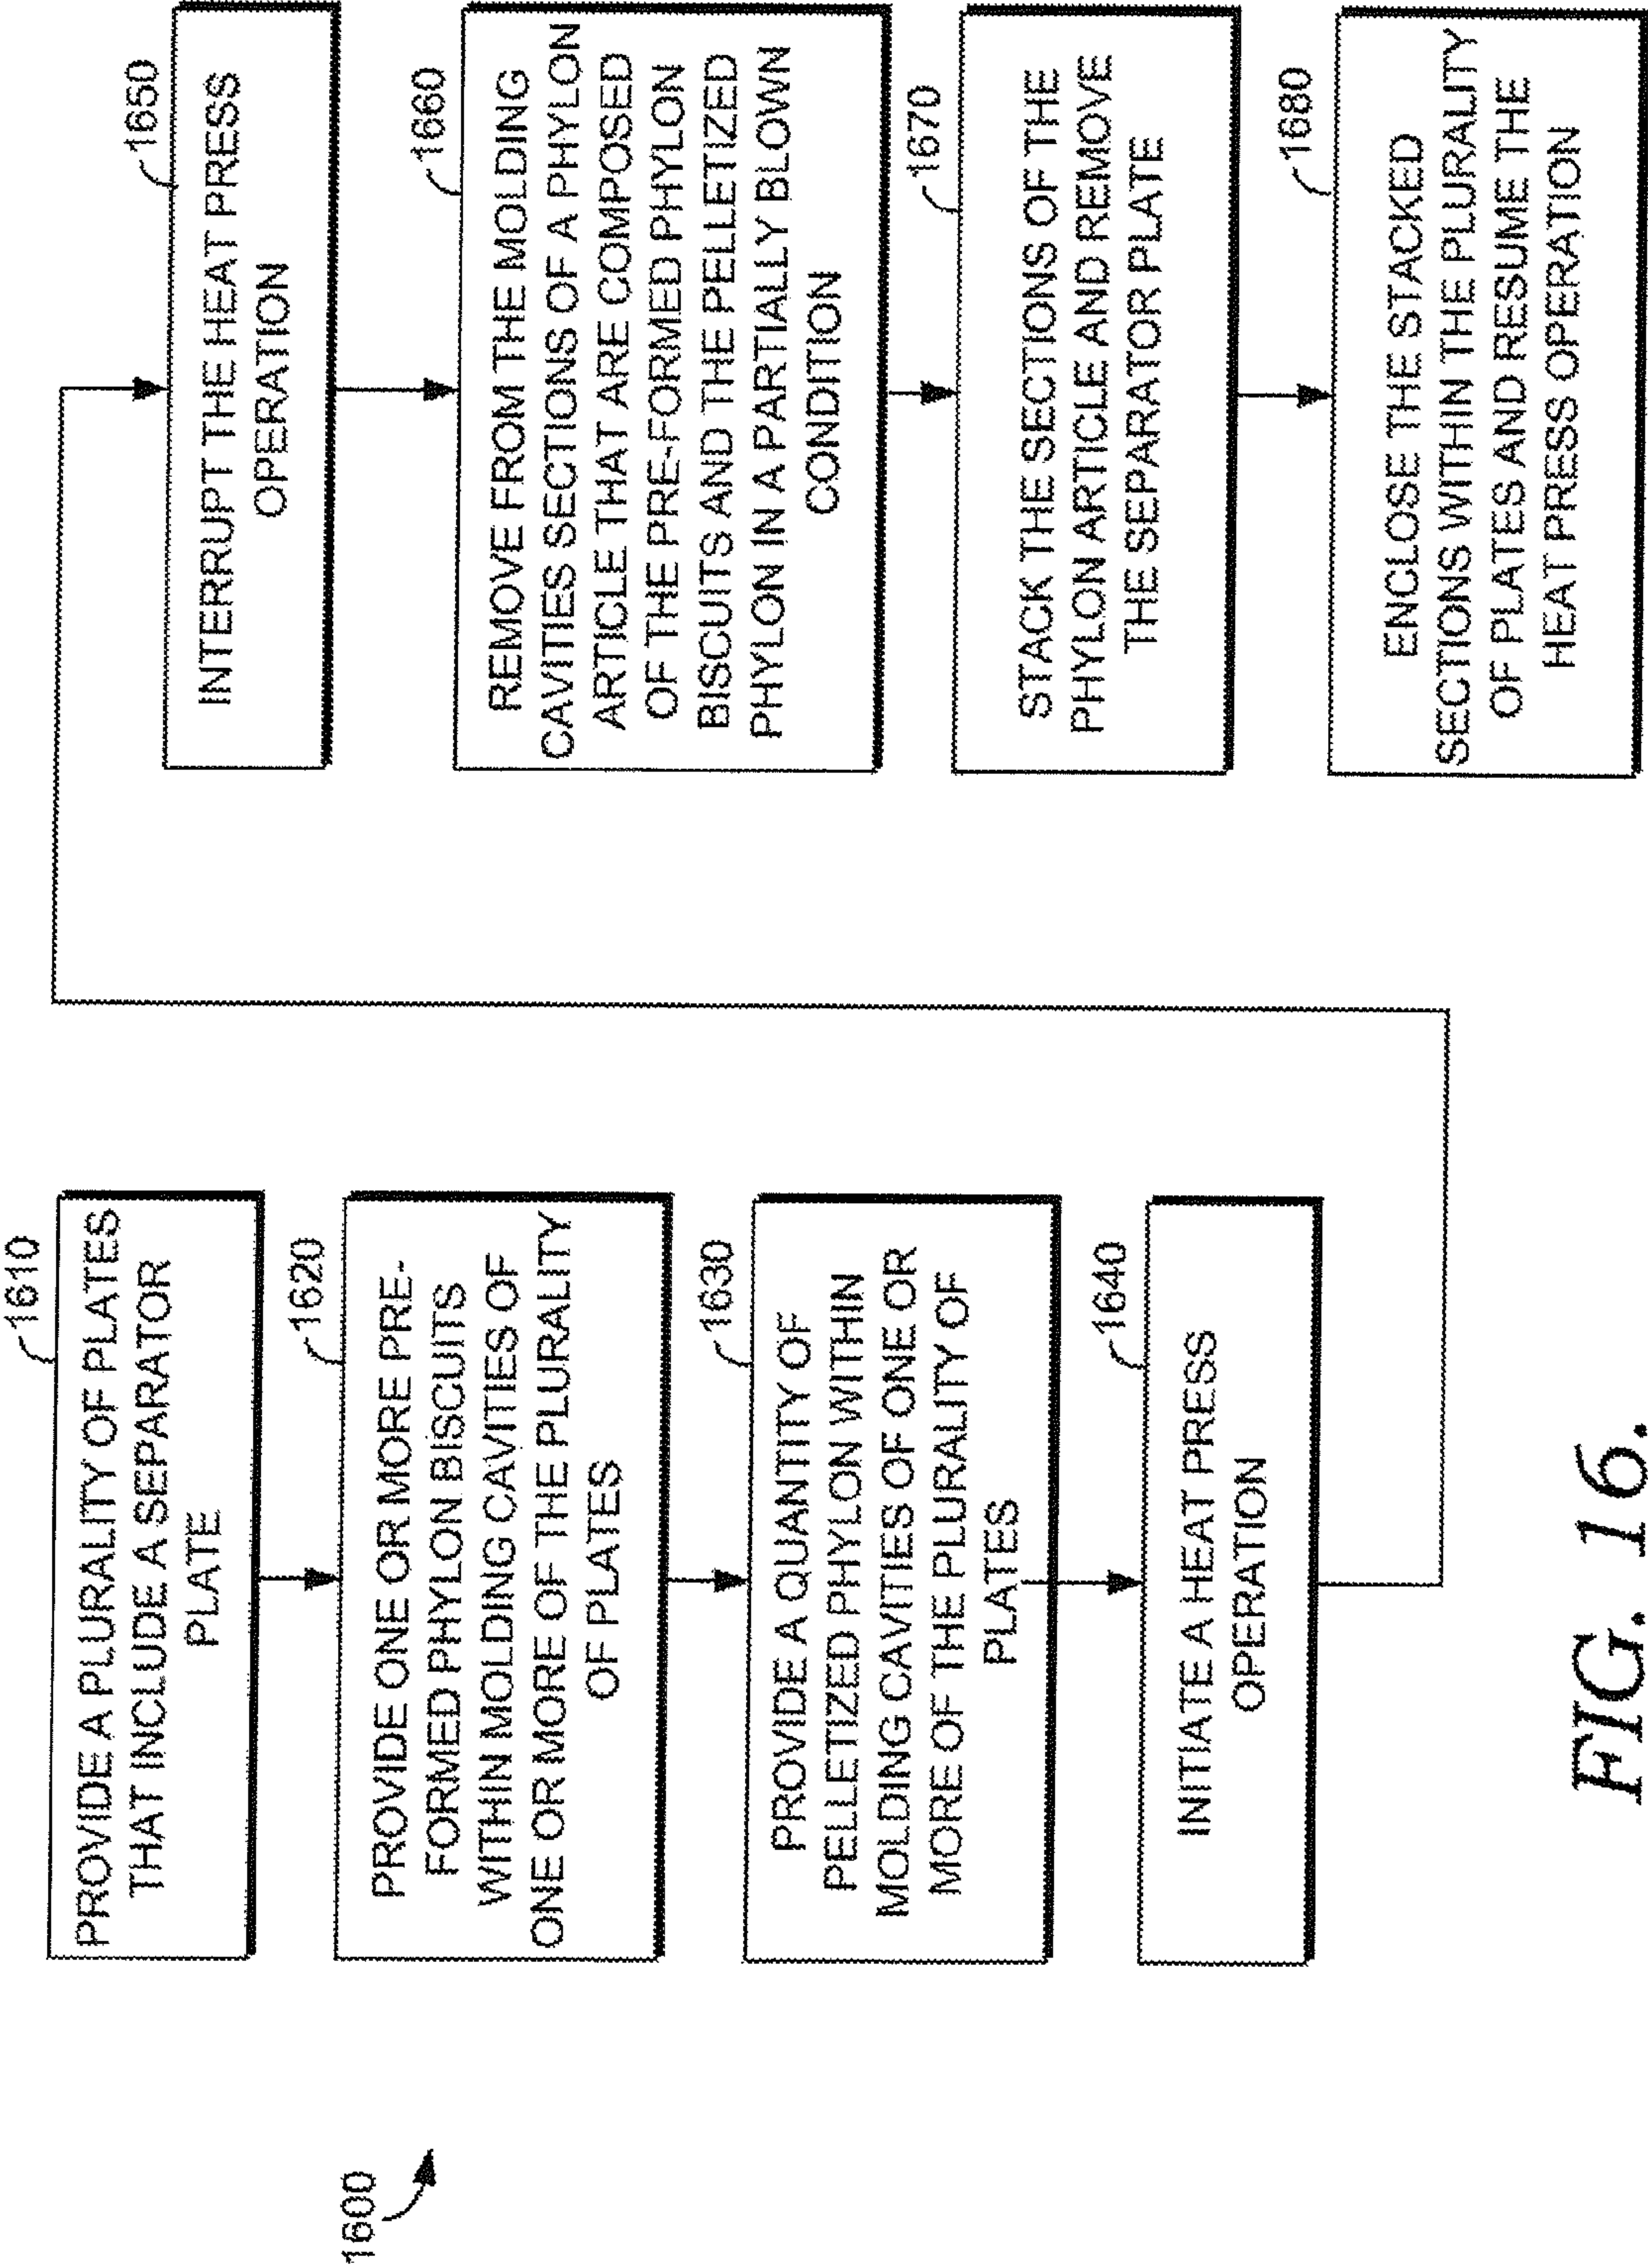 1600
1610
PROVIDE A PLURALITY OF PLATES
THAT INCLUDE A SEPARATOR
PLATE
1620
PROVIDE ONE OR MORE PRE-
FORMED PHYLON BISCUITS
WITHIN MOLDING CAVITIES OF
ONE OR MORE OF THE PLURALITY
OF PLATES
1630
PROVIDE A QUANTITY OF
PELLETIZED PHYLON WITHIN
MOLDING CAVITIES OF ONE OR
MORE OF THE PLURALITY OF
PLATES
1640
INITIATE A HEAT PRESS
OPERATION
1650
INTERRUPT THE HEAT PRESS
OPERATION
1660
REMOVE FROM THE MOLDING
CAVITIES SECTIONS OF A PHYLON
ARTICLE THAT ARE COMPOSED
OF THE PRE-FORMED PHYLON
BISCUITS AND THE PELLETIZED
PHYLON IN A PARTIALLY BLOWN
CONDITION
1670
STACK THE SECTIONS OF THE
PHYLON ARTICLE AND REMOVE
THE SEPARATOR PLATE
1680
ENCLOSE THE STACKED
SECTIONS WITHIN THE PLURALITY
OF PLATES AND RESUME THE
HEAT PRESS OPERATION
FIG. 16.